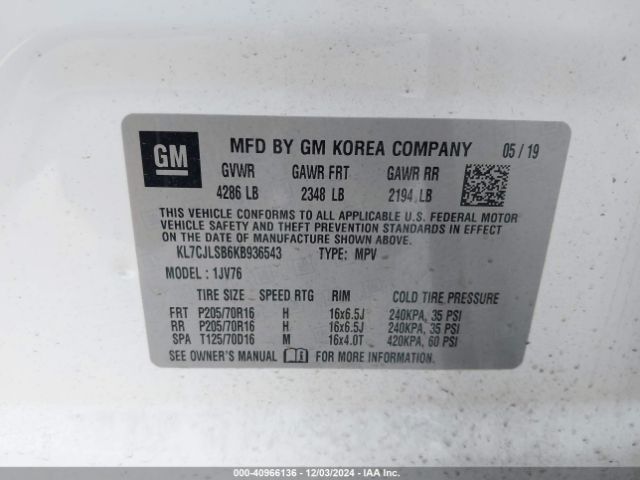 GM
MFD BY GM KOREA COMPANY 05/19
GVWR GAWR FRT GAWR RR
4286 LB 2348 LB 2194 LB
THIS VEHICLE CONFORMS TO ALL APPLICABLE U.S. FEDERAL MOTOR
VEHICLE SAFETY AND THEFT PREVENTION STANDARDS IN EFFECT
ON THE DATE OF MANUFACTURE SHOWN ABOVE.
KL7CJLSB6KB936543 TYPE: MPV
MODEL : 1JV76
TIRE SIZE SPEED RTG RIM COLD TIRE PRESSURE
FRT P205/70R16 H 16x6.5J 240KPA, 35 PSI
RR P205/70R16 H 16x6.5J 240KPA, 35 PSI
SPA T125/70D16 M 16x4.0T 420KPA, 60 PSI
SEE OWNER'S MANUAL FOR MORE INFORMATION.
000-40966136 - 12/03/2024 - IAA Inc.